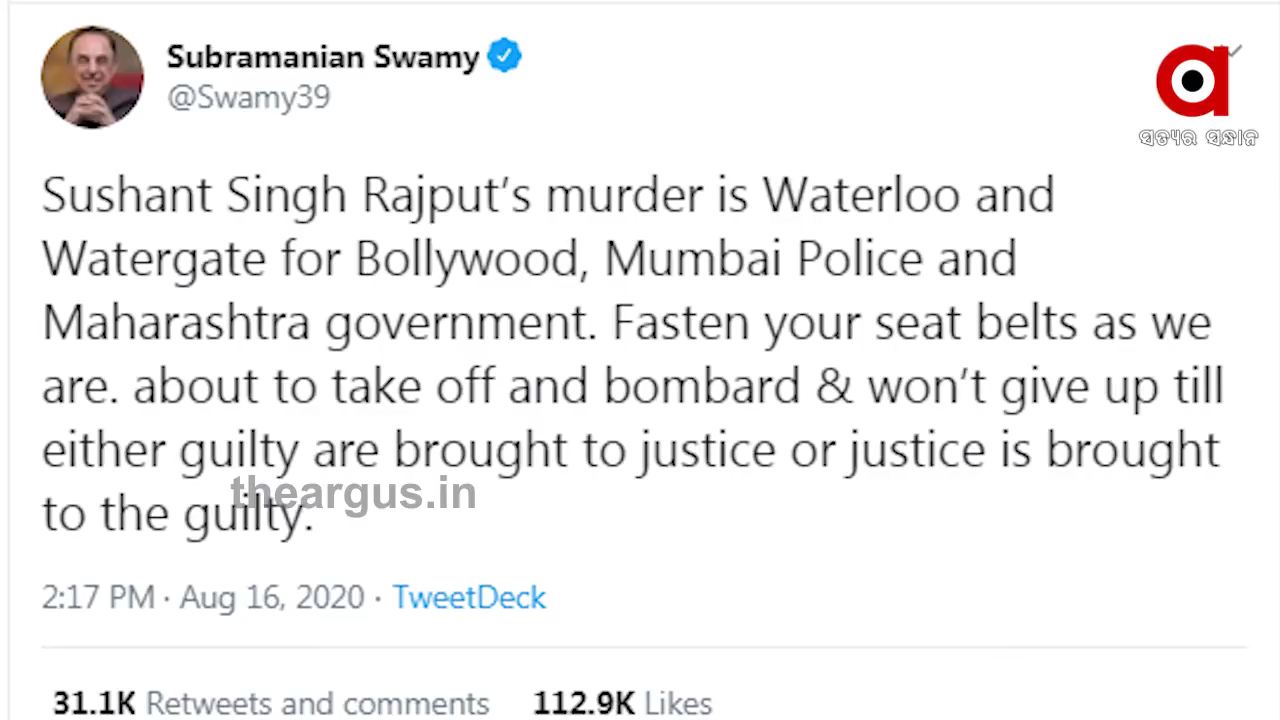 Subramanian Swamy
@Swamy39
ସତ୍ୟର ସନ୍ଧାନ
Sushant Singh Rajput’s murder is Waterloo and
Watergate for Bollywood, Mumbai Police and
Maharashtra government. Fasten your seat belts as we
are. about to take off and bombard & won’t give up till
either guilty are brought to justice or justice is brought
to the guilty.
theargus.in
2:17 PM · Aug 16, 2020 · TweetDeck
31.1K Retweets and comments 112.9K Likes